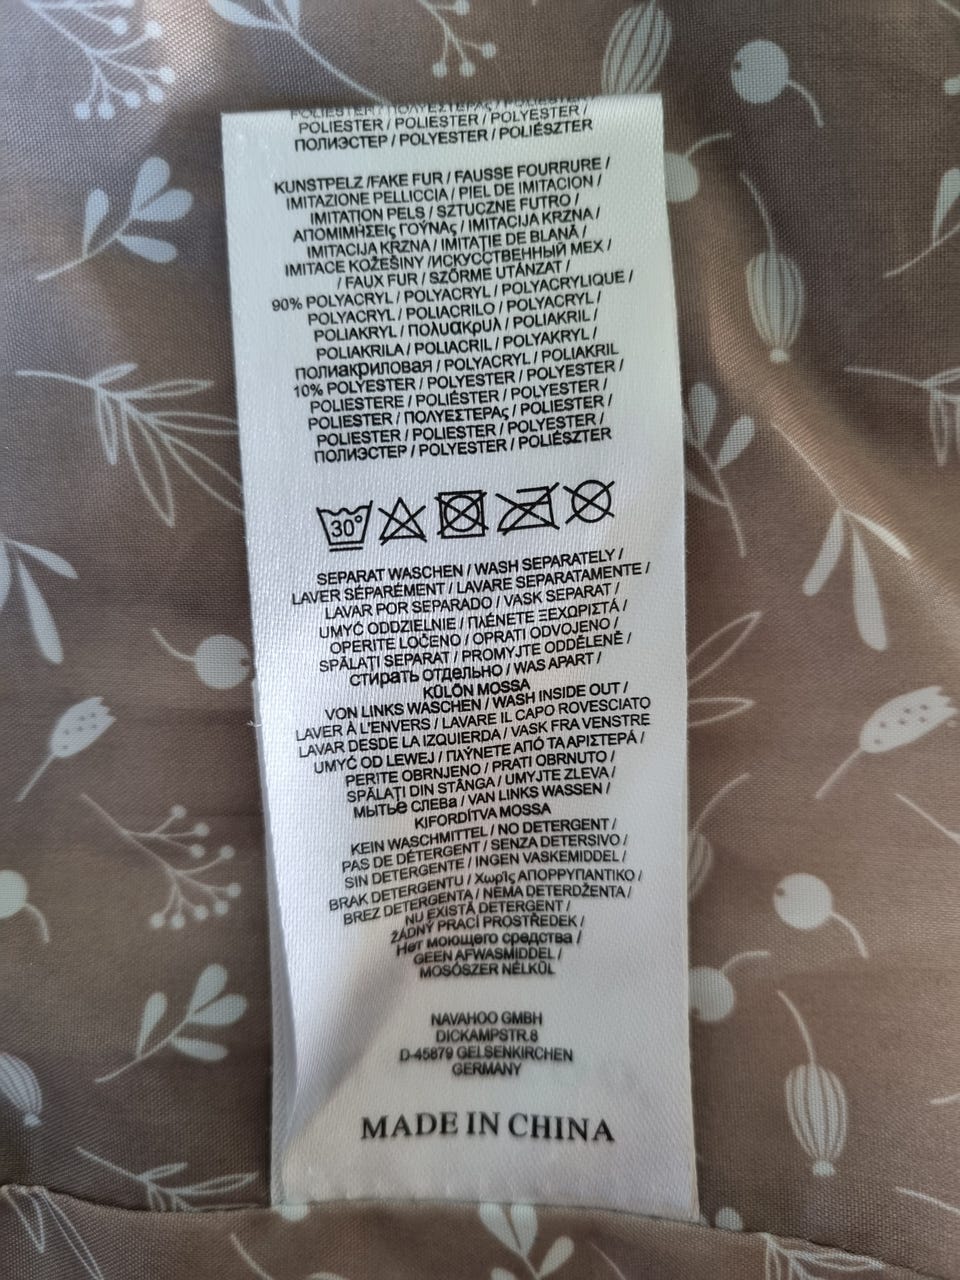 POLIESTER / POLIESTER / POLYESTER /
ПОЛИЭСТЕР / POLYESTER / POLIÉSZTER
KUNSTPELZ /FAKE FUR / FAUSSE FOURRURE /
IMITAZIONE PELLICCIA / PIEL DE IMITACION /
IMITATION PELS / SZTUCZNE FUTRO /
ΑΠΟΜΙΜΗΣΕΙς ΓΟΥΝΑς / IMITACIJA KRZNA /
IMITACIJA KRZNA / IMITAŢIE DE BLANĂ /
IMITACE KOŽEŠINY /ИСКУССТВЕННЫЙ МЕХ /
/ FAUX FUR / SZŐRME UTÁNZAT /
90% POLYACRYL / POLYACRYL / POLYACRYLIQUE /
POLYACRYL / POLIACRILO / POLYACRYL /
POLIAKRYL / πολυακρυλ / POLIAKRIL /
POLIAKRILA / POLIACRIL / POLYAKRYL /
полиакриловая / POLYACRYL / POLIAKRIL
10% POLYESTER / POLYESTER / POLYESTER /
POLIESTERE / POLIÉSTER / POLYESTER /
POLIESTER / ΠΟΛΥΕΣΤΕΡΑς / POLIESTER /
POLIESTER / POLIESTER / POLYESTER /
ПОЛИЭСТЕР / POLYESTER / POLIÉSZTER
30°
SEPARAT WASCHEN / WASH SEPARATELY /
LAVER SÉPARÉMENT / LAVARE SEPARATAMENTE /
LAVAR POR SEPARADO / VASK SEPARAT /
UMYĆ ODDZIELNIE / ΠΛΈΝΕΤΕ ΞΕΧΩΡΙΣΤΆ /
OPERITE LOČENO / OPRATI ODVOJENO /
SPĂLAȚI SEPARAT / PROMYJTE ODDĚLENĚ /
стирать отдельно / WAS APART /
KÜLÖN MOSSA
VON LINKS WASCHEN / WASH INSIDE OUT /
LAVER À L'ENVERS / LAVARE IL CAPO ROVESCIATO
LAVAR DESDE LA IZQUIERDA / VASK FRA VENSTRE
UMYĆ OD LEWEJ / ΠΛΎΝΕΤΕ ΑΠΌ ΤΑ ΑΡΙΣΤΕΡΆ /
PERITE OBRNJENO / PRATI OBRNUTO /
SPĂLAȚI DIN STÂNGA / UMYJTE ZLEVA /
мытье слева / VAN LINKS WASSEN /
KIFORDÍTVA MOSSA
KEIN WASCHMITTEL / NO DETERGENT /
PAS DE DÉTERGENT / SENZA DETERSIVO /
SIN DETERGENTE / INGEN VASKEMIDDEL /
BRAK DETERGENTU / Χωρίς ΑΠΟΡΡΥΠΑΝΤΙΚΟ /
BREZ DETERGENTA / NEMA DETERDŽENTA /
NU EXISTĂ DETERGENT /
ŽÁDNÝ PRACÍ PROSTŘEDEK /
Нет моющего средства /
GEEN AFWASMIDDEL /
MOSÓSZER NÉLKÜL
NAVAHOO GMBH
DICKAMPSTR.8
D-45879 GELSENKIRCHEN
GERMANY
MADE IN CHINA